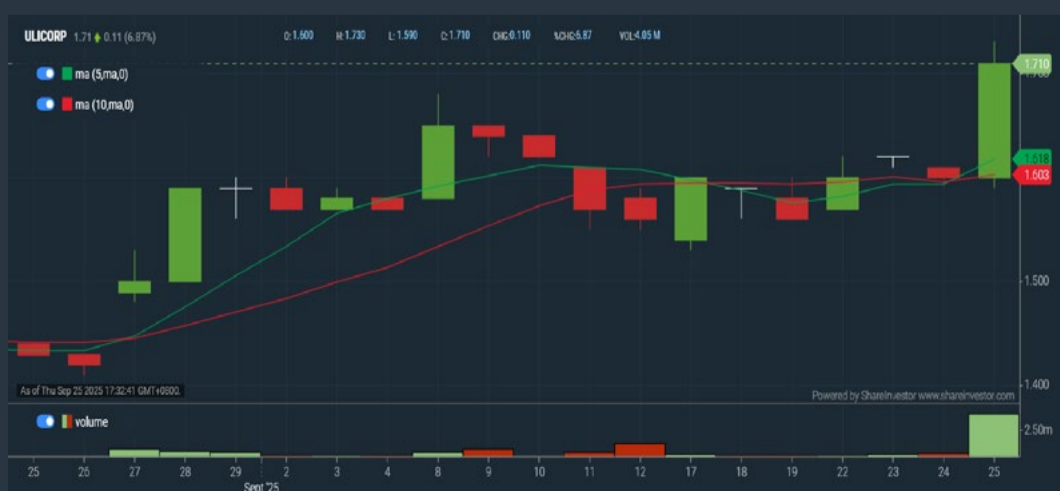 ULICORP 1.71 0.11 (6.87%) O:1.600 H:1.730 L:1.590 C:1.710 CHG:0.110 %CHG:6.87 VOL:4.05 M
ma (5,ma,0)
ma (10,ma,0)
1.710
1.700
1.618
1.603
1.500
1.400
As of Thu Sep 25 2025 17:32:41 GMT+0800.
Powered by ShareInvestor www.shareinvestor.com
volume
2.50m
25 26 27 28 29 2 3 4 8 9 10 11 12 17 18 19 22 23 24 25
Sept '25